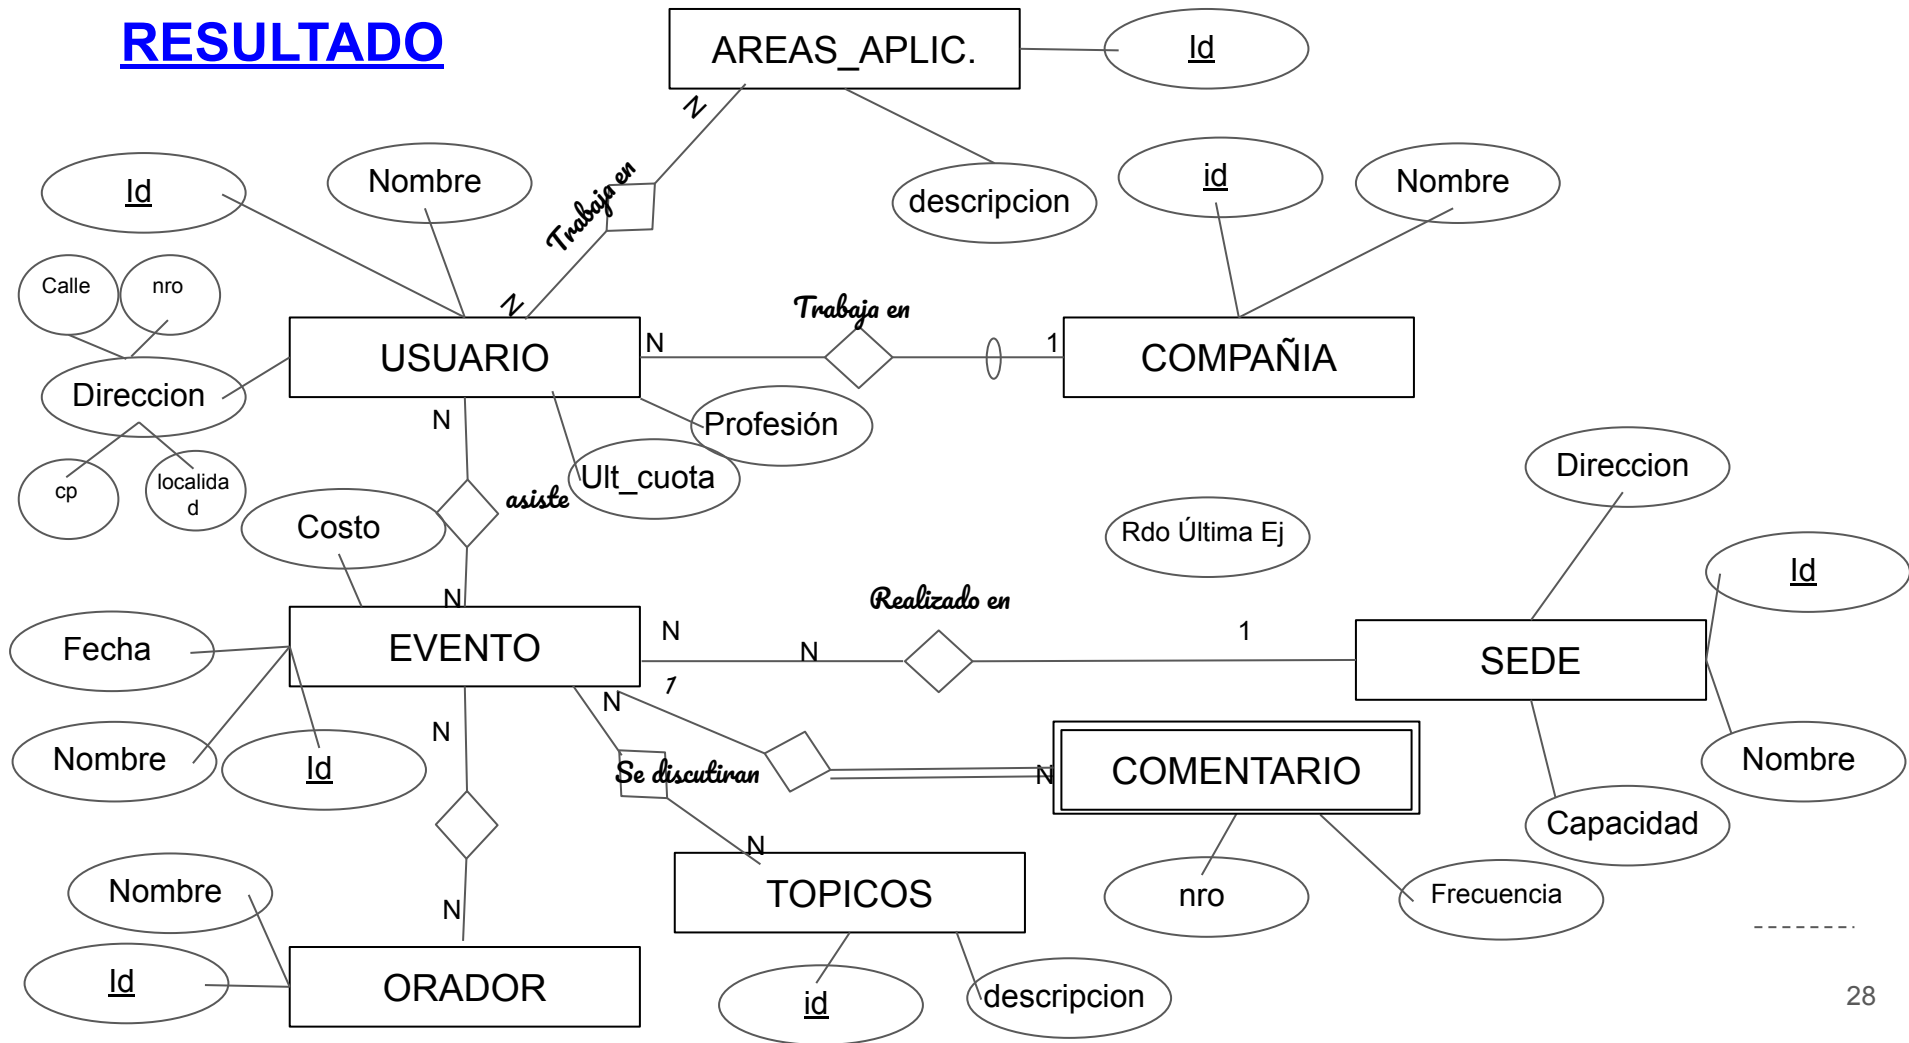 RESULTADO
AREAS_APLIC.
Id
N
Trabaja en
N
descripcion
Id
Nombre
id
Nombre
Calle
nro
Direccion
cp
localida
d
USUARIO
N
Trabaja en
1
COMPAÑIA
Profesión
Ult_cuota
N
asiste
N
Costo
Rdo Última Ej
Direccion
Id
Fecha
EVENTO
N
N
Realizado en
1
SEDE
Nombre
Id
Nombre
Capacidad
1
N
Se discutiran
N
COMENTARIO
N
nro
Frecuencia
N
N
TOPICOS
id
descripcion
Nombre
Id
ORADOR
28